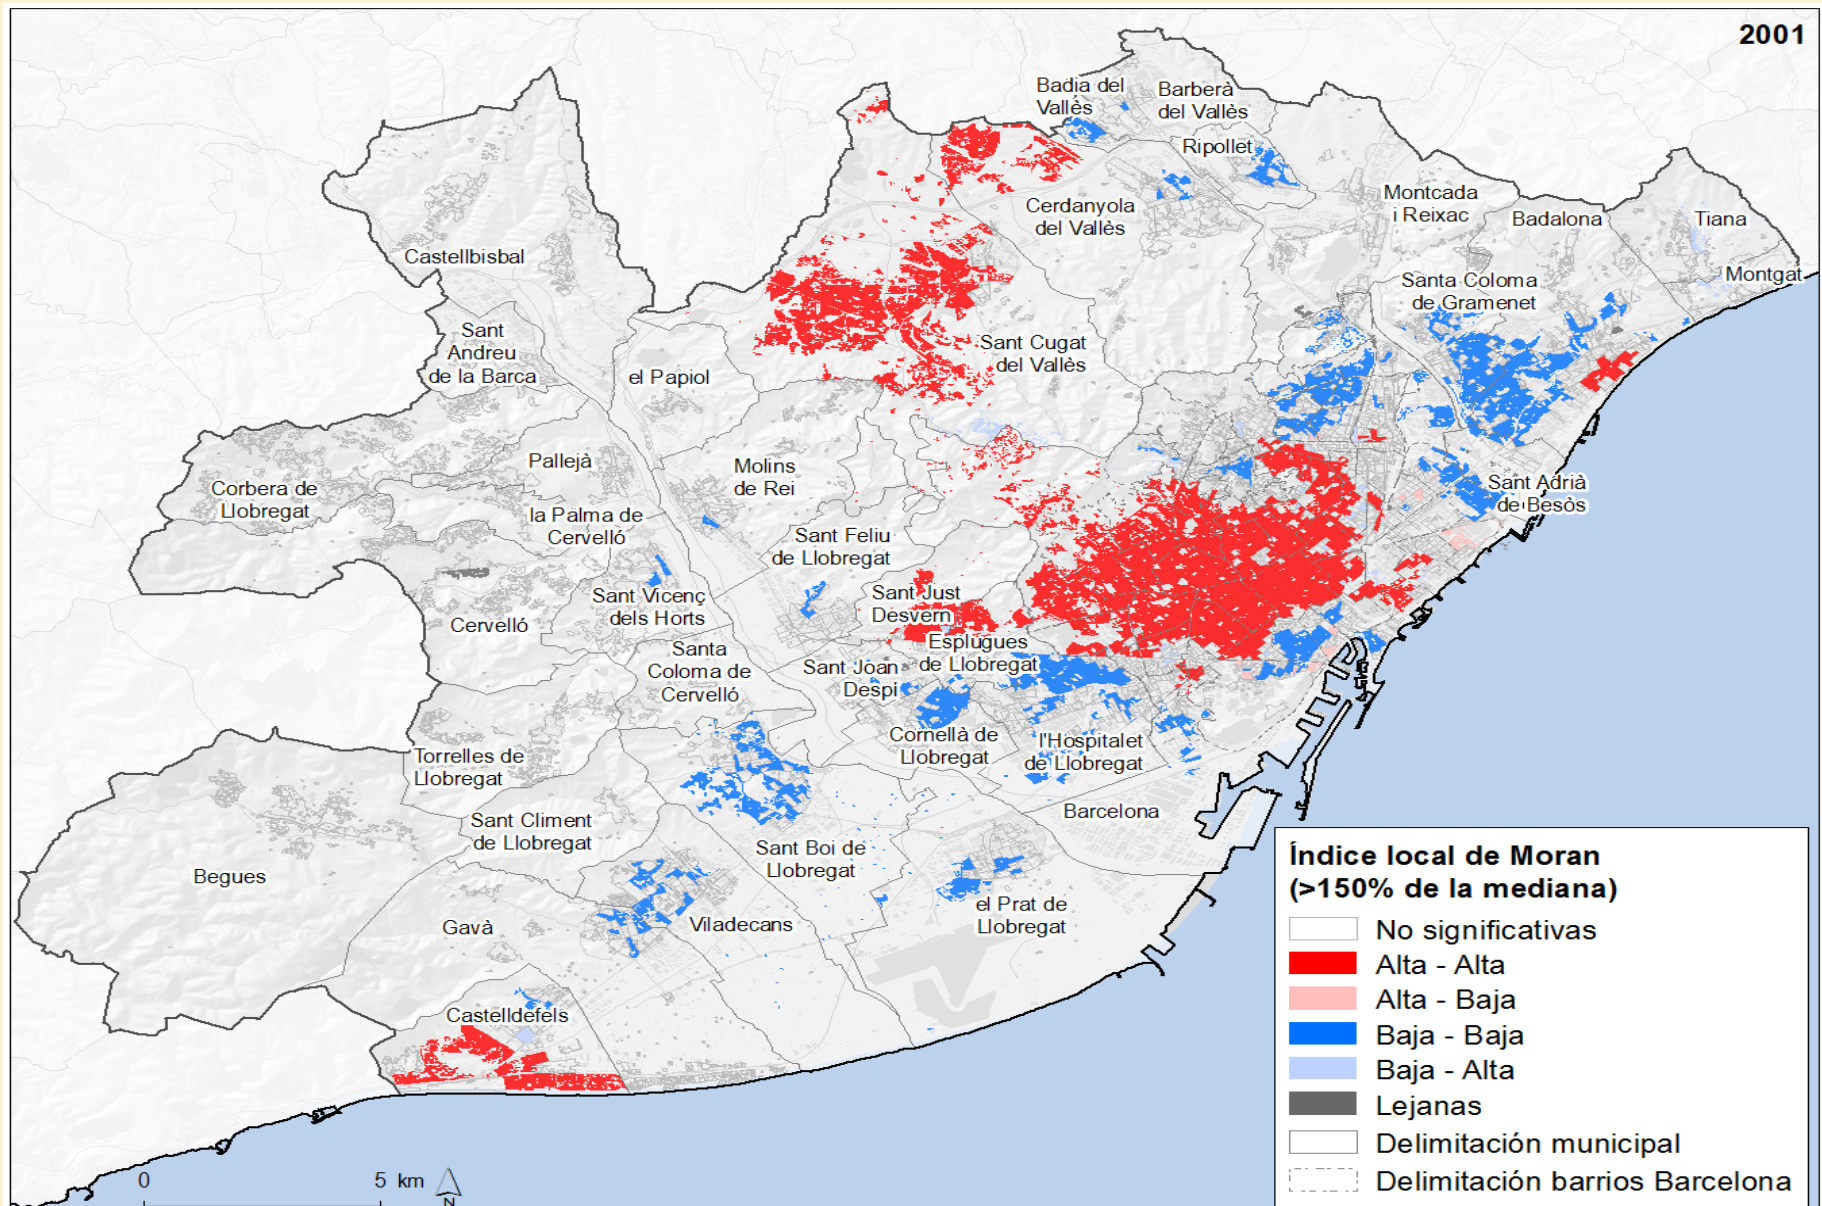 2001
Badia del
Vallès
Barberà
del Vallès
Ripollet
Cerdanyola
del Vallès
Montcada
i Reixac
Badalona
Tiana
Montgat
Castellbisbal
Santa Coloma
de Gramenet
Sant
Andreu
de la Barca
el Papiol
Sant Cugat
del Vallès
Pallejà
Molins
de Rei
Corbera de
Llobregat
la Palma de
Cervelló
Sant Adrià
de Besòs
Sant Feliu
de Llobregat
Sant Vicenç
dels Horts
Sant Just
Desvern
Cervelló
Esplugues
de Llobregat
Santa
Coloma de
Cervelló
Sant Joan
Despí
Cornellà de
Llobregat
l'Hospitalet
de Llobregat
Torrelles de
Llobregat
Barcelona
Sant Climent
de Llobregat
Sant Boi de
Llobregat
Begues
el Prat de
Llobregat
Gavà
Viladecans
Castelldefels
Índice local de Moran
(>150% de la mediana)
No significativas
Alta - Alta
Alta - Baja
Baja - Baja
Baja - Alta
Lejanas
Delimitación municipal
Delimitación barrios Barcelona
0 5 km
N